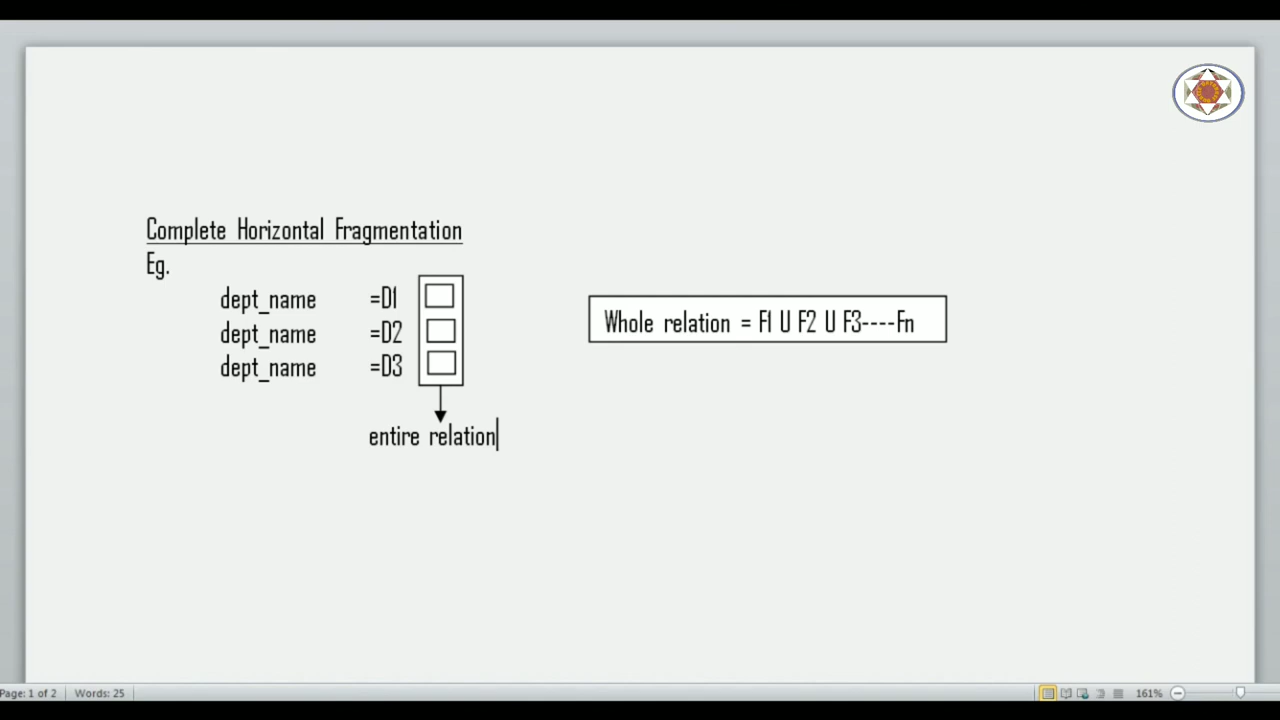 Complete Horizontal Fragmentation
Eg.
dept_name =D1
dept_name =D2
dept_name =D3
Whole relation = F1 U F2 U F3----Fn
entire relation
Page: 1 of 2 Words: 25 161%